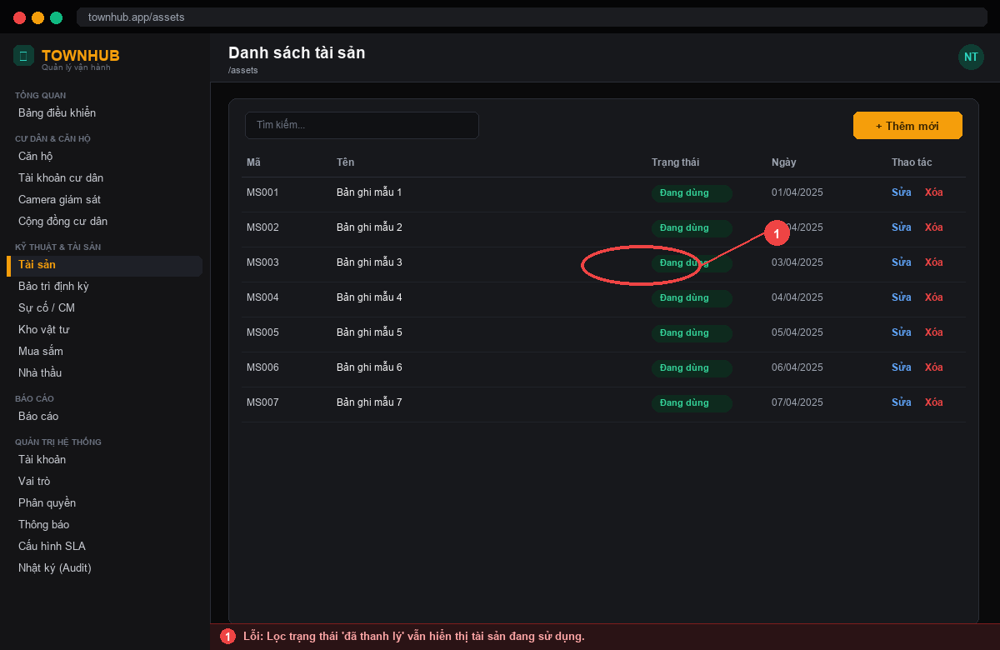 townhub.app/assets
TOWNHUB
Quản lý vận hành
TỔNG QUAN
Bảng điều khiển
CƯ DÂN & CĂN HỘ
Căn hộ
Tài khoản cư dân
Camera giám sát
Cộng đồng cư dân
KỸ THUẬT & TÀI SẢN
Tài sản
Bảo trì định kỳ
Sự cố / CM
Kho vật tư
Mua sắm
Nhà thầu
BÁO CÁO
Báo cáo
QUẢN TRỊ HỆ THỐNG
Tài khoản
Vai trò
Phân quyền
Thông báo
Cấu hình SLA
Nhật ký (Audit)
Danh sách tài sản
/assets
NT
Tìm kiếm...
+ Thêm mới
Mã Tên Trạng thái Ngày Thao tác
MS001 Bản ghi mẫu 1 Đang dùng 01/04/2025 Sửa Xóa
MS002 Bản ghi mẫu 2 Đang dùng /04/2025 Sửa Xóa
1
MS003 Bản ghi mẫu 3 Đang dùng 03/04/2025 Sửa Xóa
MS004 Bản ghi mẫu 4 Đang dùng 04/04/2025 Sửa Xóa
MS005 Bản ghi mẫu 5 Đang dùng 05/04/2025 Sửa Xóa
MS006 Bản ghi mẫu 6 Đang dùng 06/04/2025 Sửa Xóa
MS007 Bản ghi mẫu 7 Đang dùng 07/04/2025 Sửa Xóa
1 Lỗi: Lọc trạng thái 'đã thanh lý' vẫn hiển thị tài sản đang sử dụng.